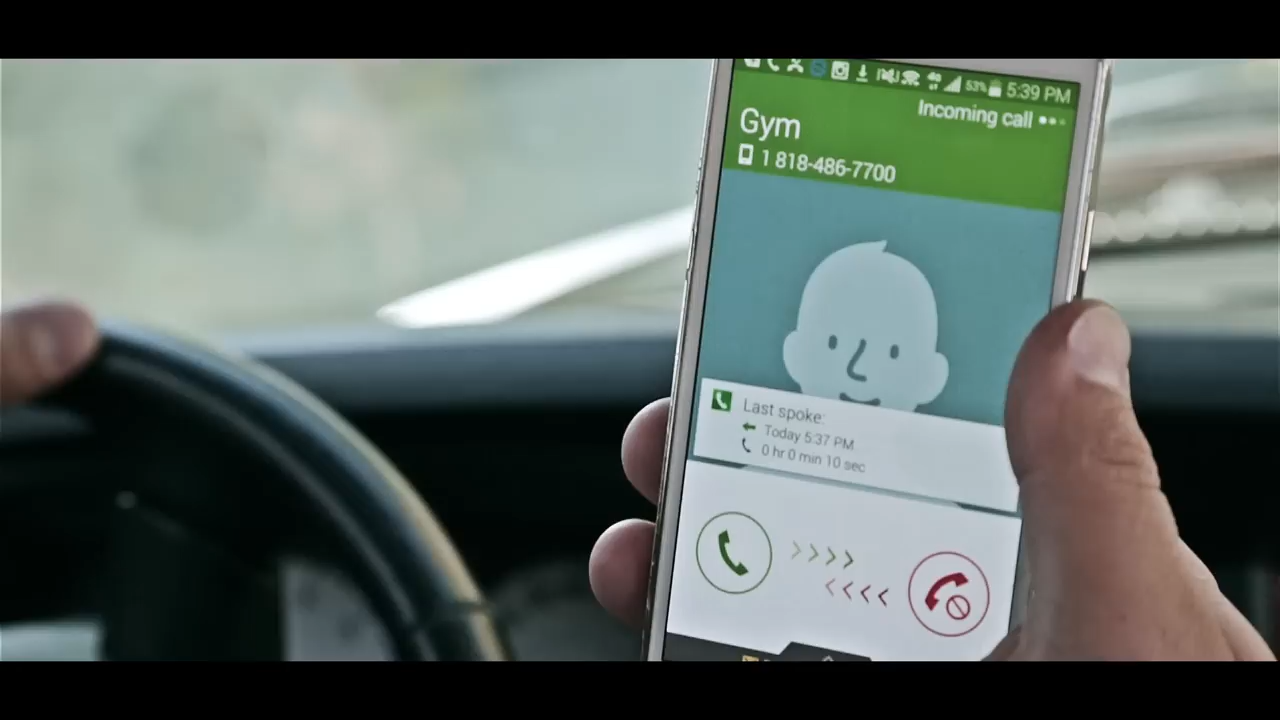 4G 53% 5:39 PM
Incoming call
Gym
1 818-486-7700
Last spoke:
Today 5:37 PM
0 hr 0 min 10 sec